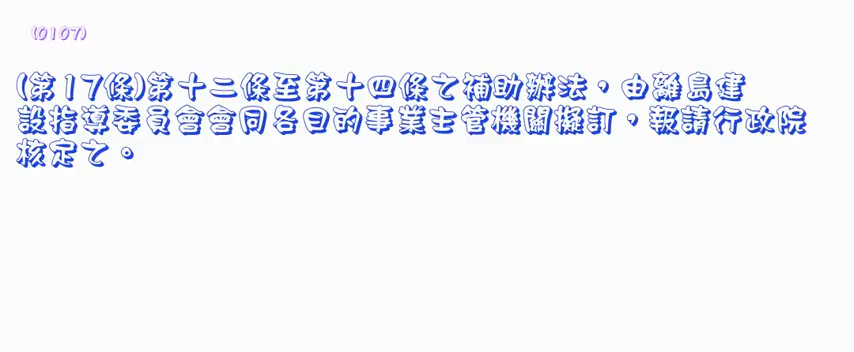 (0107)
(第17條)第十二條至第十四條之補助辦法，由離島建
設指導委員會會同各目的事業主管機關擬訂，報請行政院
核定之。